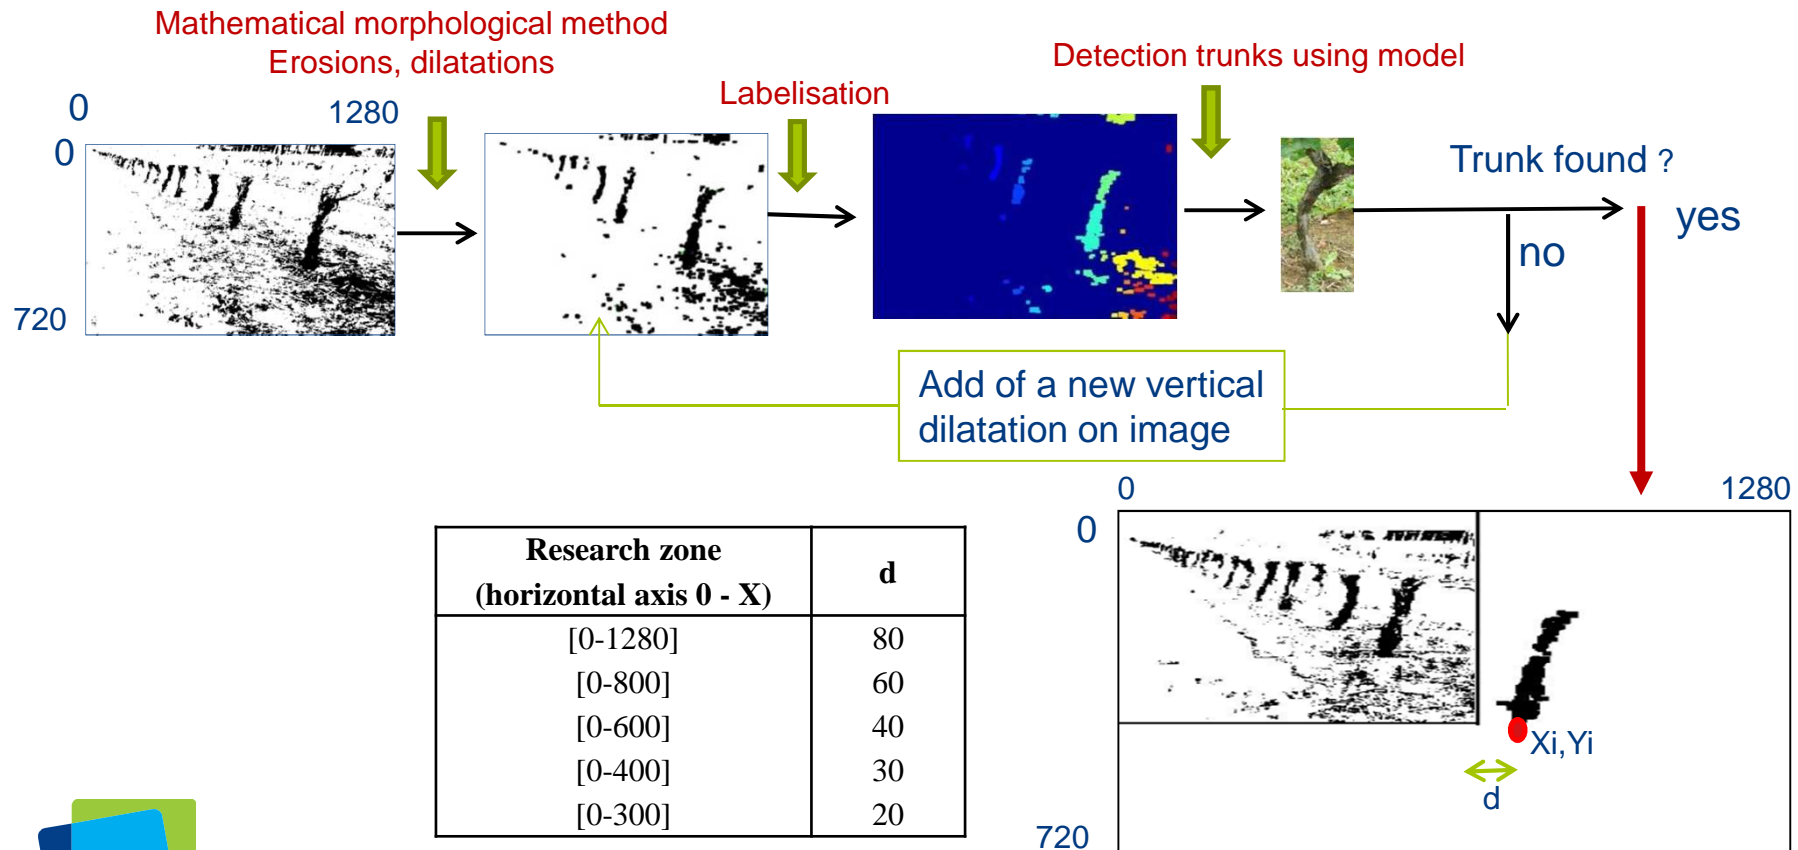 Mathematical morphological method
Erosions, dilatations
Detection trunks using model
Labelisation
0
1280
0
720
Trunk found ?
yes
no
Add of a new vertical
dilatation on image
0
1280
0
Research zone
(horizontal axis 0 - X)
d
[0-1280] 80
[0-800] 60
[0-600] 40
[0-400] 30
[0-300] 20
Xi,Yi
d
720